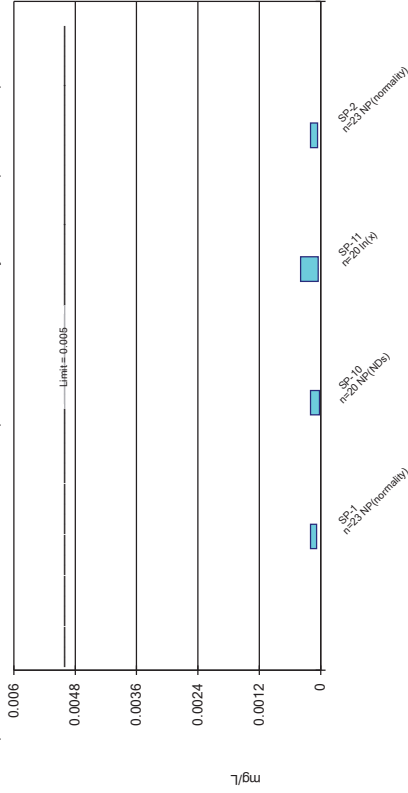 0.006
0.0048
0.0036
0.0024
0.0012
0
mg/L
Limit = 0.005
SP-1
n=23 NP(normality)
SP-10
n=20 NP(NDs)
SP-11
n=20 ln(x)
SP-2
n=23 NP(normality)